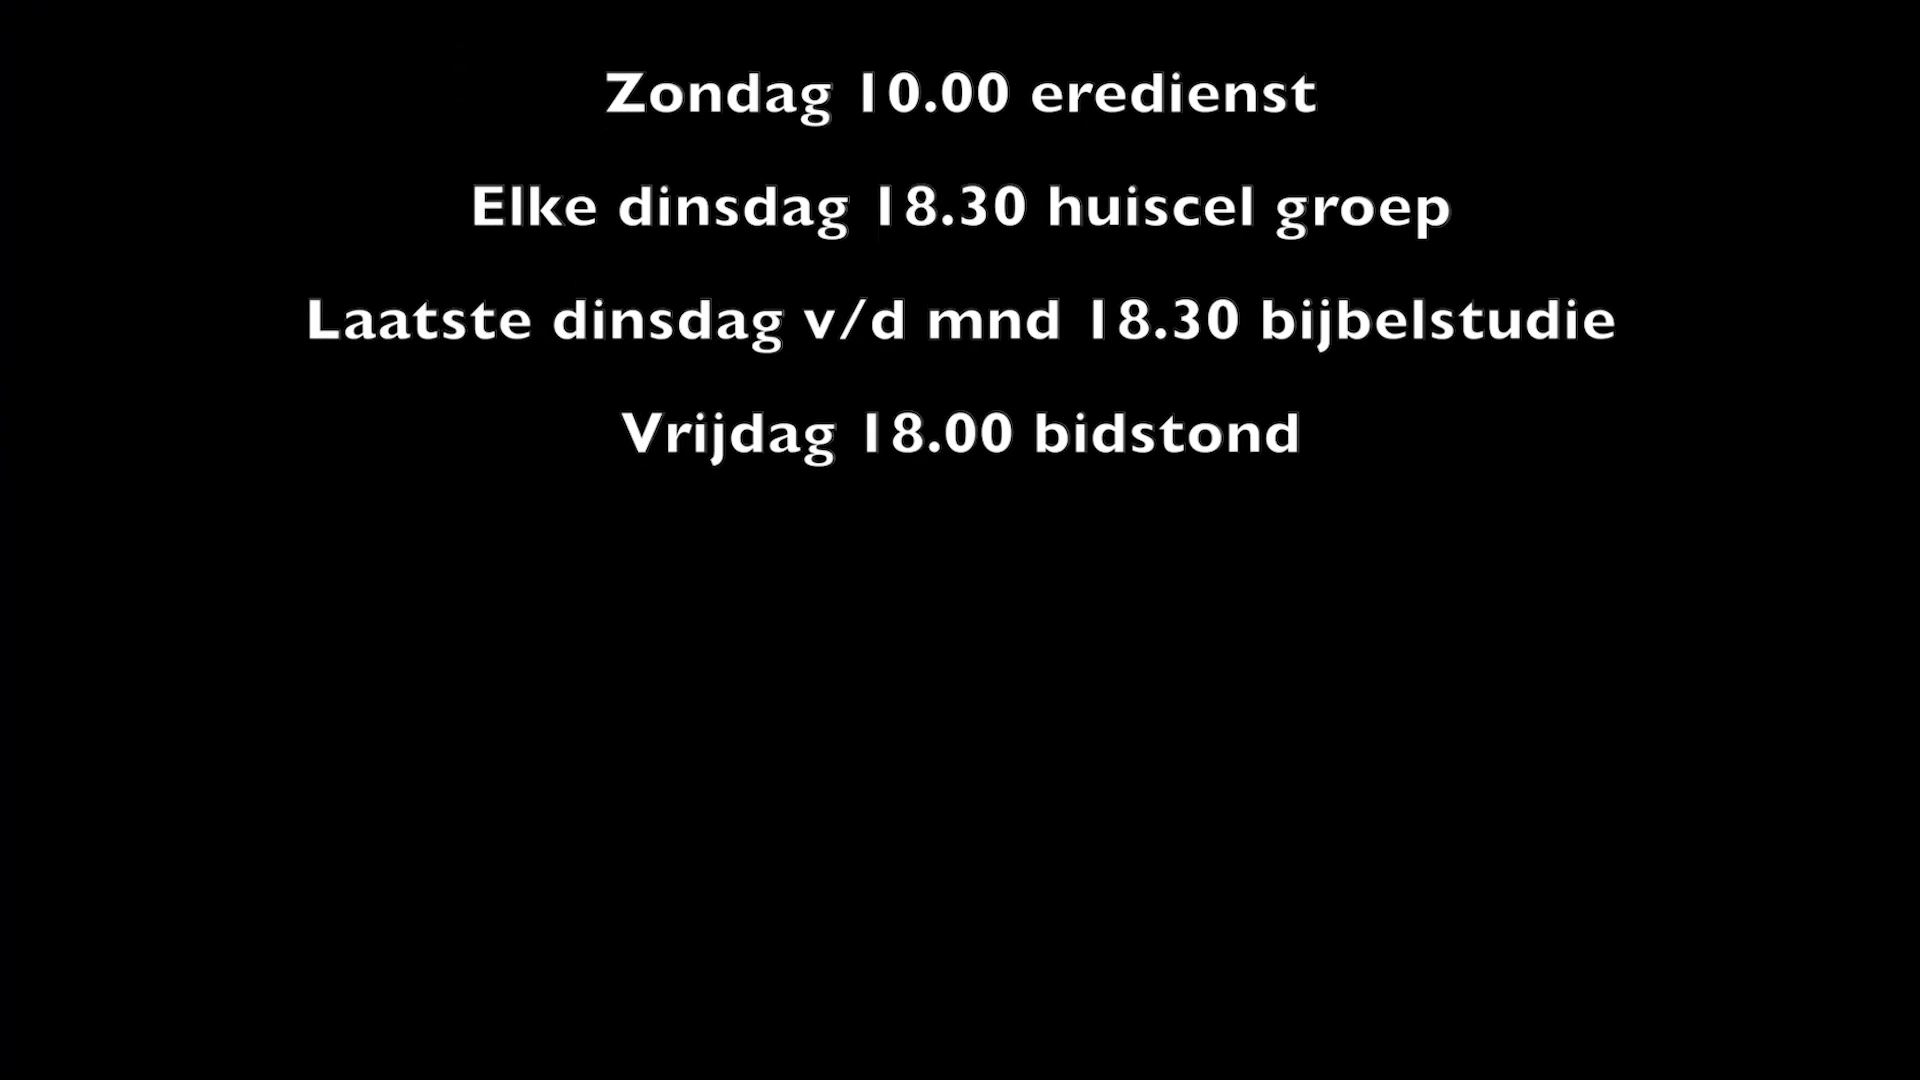 Zondag 10.00 eredienst
Elke dinsdag 18.30 huiscel groep
Laatste dinsdag v/d mnd 18.30 bijbelstudie
Vrijdag 18.00 bidstond